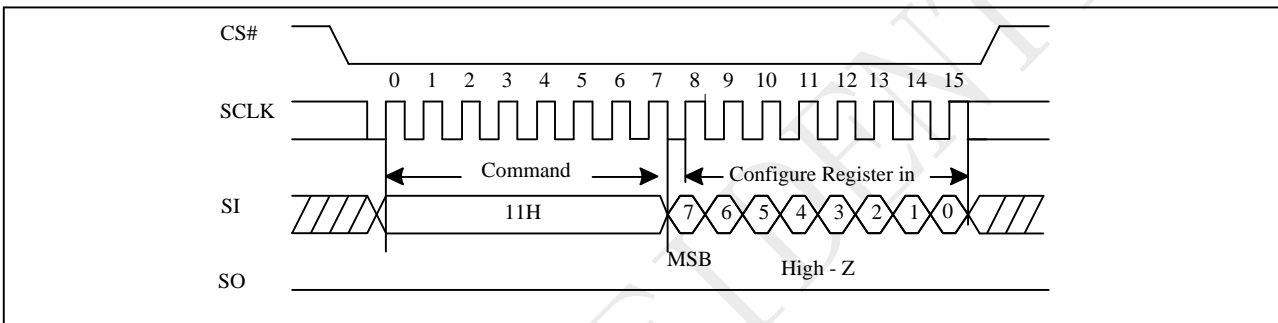 CS#
0 1 2 3 4 5 6 7 8 9 10 11 12 13 14 15
SCLK
Command Configure Register in
SI 11H 7 6 5 4 3 2 1 0
MSB High - Z
SO